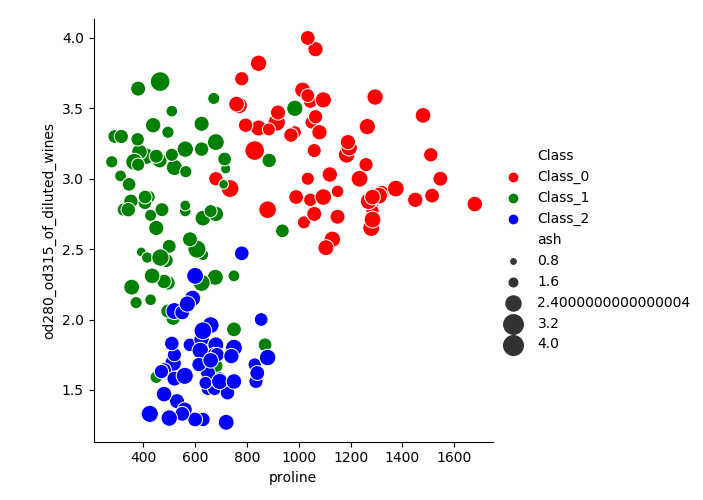 4.0
3.5
3.0
2.5
2.0
1.5
od280_od315_of_diluted_wines
400 600 800 1000 1200 1400 1600
proline
Class
Class_0
Class_1
Class_2
ash
0.8
1.6
2.4000000000000004
3.2
4.0